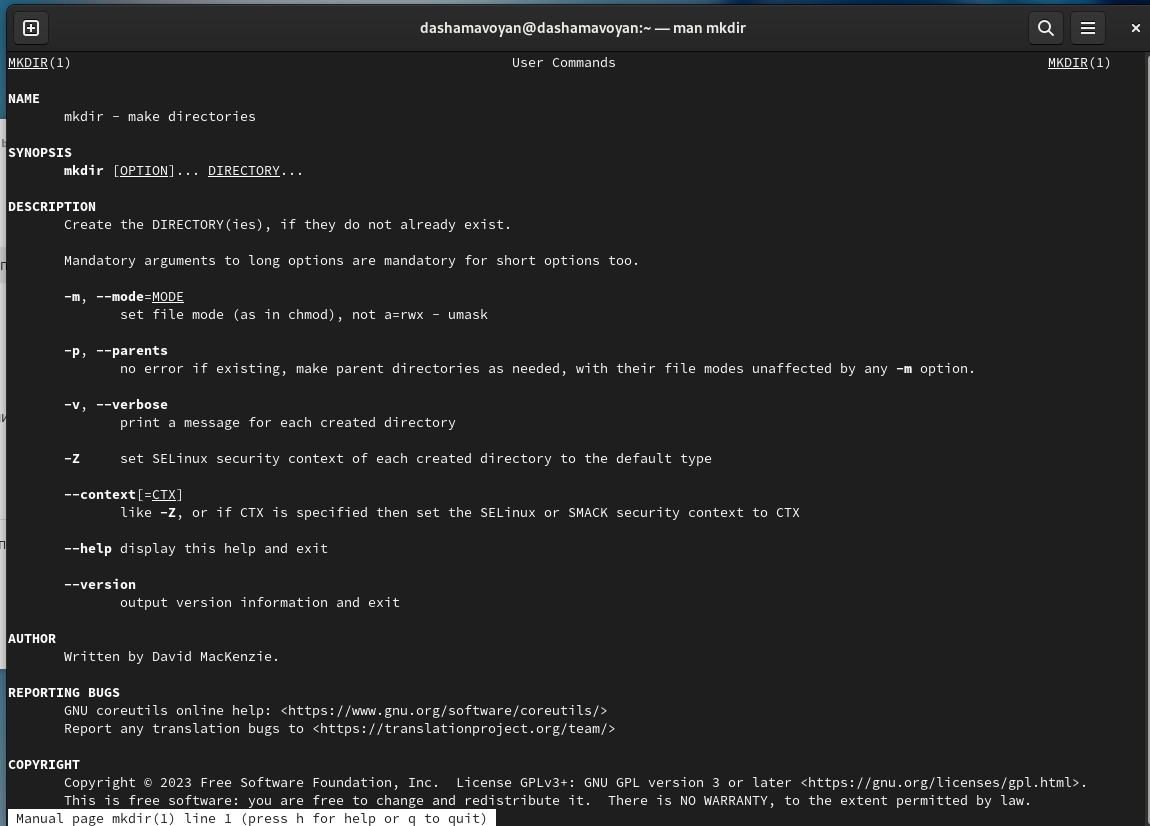 dashamavoyan@dashamavoyan:~ — man mkdir
MKDIR(1) User Commands MKDIR(1)
NAME
mkdir - make directories
SYNOPSIS
mkdir [OPTION]... DIRECTORY...
DESCRIPTION
Create the DIRECTORY(ies), if they do not already exist.
Mandatory arguments to long options are mandatory for short options too.
-m, --mode=MODE
set file mode (as in chmod), not a=rwx - umask
-p, --parents
no error if existing, make parent directories as needed, with their file modes unaffected by any -m option.
-v, --verbose
print a message for each created directory
-Z set SELinux security context of each created directory to the default type
--context[=CTX]
like -Z, or if CTX is specified then set the SELinux or SMACK security context to CTX
--help display this help and exit
--version
output version information and exit
AUTHOR
Written by David MacKenzie.
REPORTING BUGS
GNU coreutils online help: <https://www.gnu.org/software/coreutils/>
Report any translation bugs to <https://translationproject.org/team/>
COPYRIGHT
Copyright © 2023 Free Software Foundation, Inc. License GPLv3+: GNU GPL version 3 or later <https://gnu.org/licenses/gpl.html>.
This is free software: you are free to change and redistribute it. There is NO WARRANTY, to the extent permitted by law.
Manual page mkdir(1) line 1 (press h for help or q to quit)